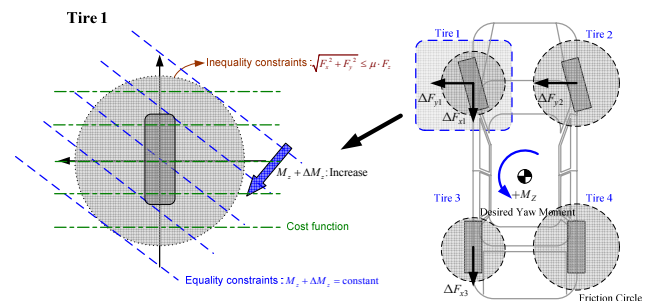 Tire 1
Inequality constraints : √(F_x² + F_y²) ≤ μ · F_z
M_z + ΔM_z : Increase
Cost function
Equality constraints : M_z + ΔM_z = constant
Tire 1
Tire 2
ΔF_y1
ΔF_x1
ΔF_y2
Tire 3
Tire 4
+M_Z
Desired Yaw Moment
ΔF_x3
Friction Circle